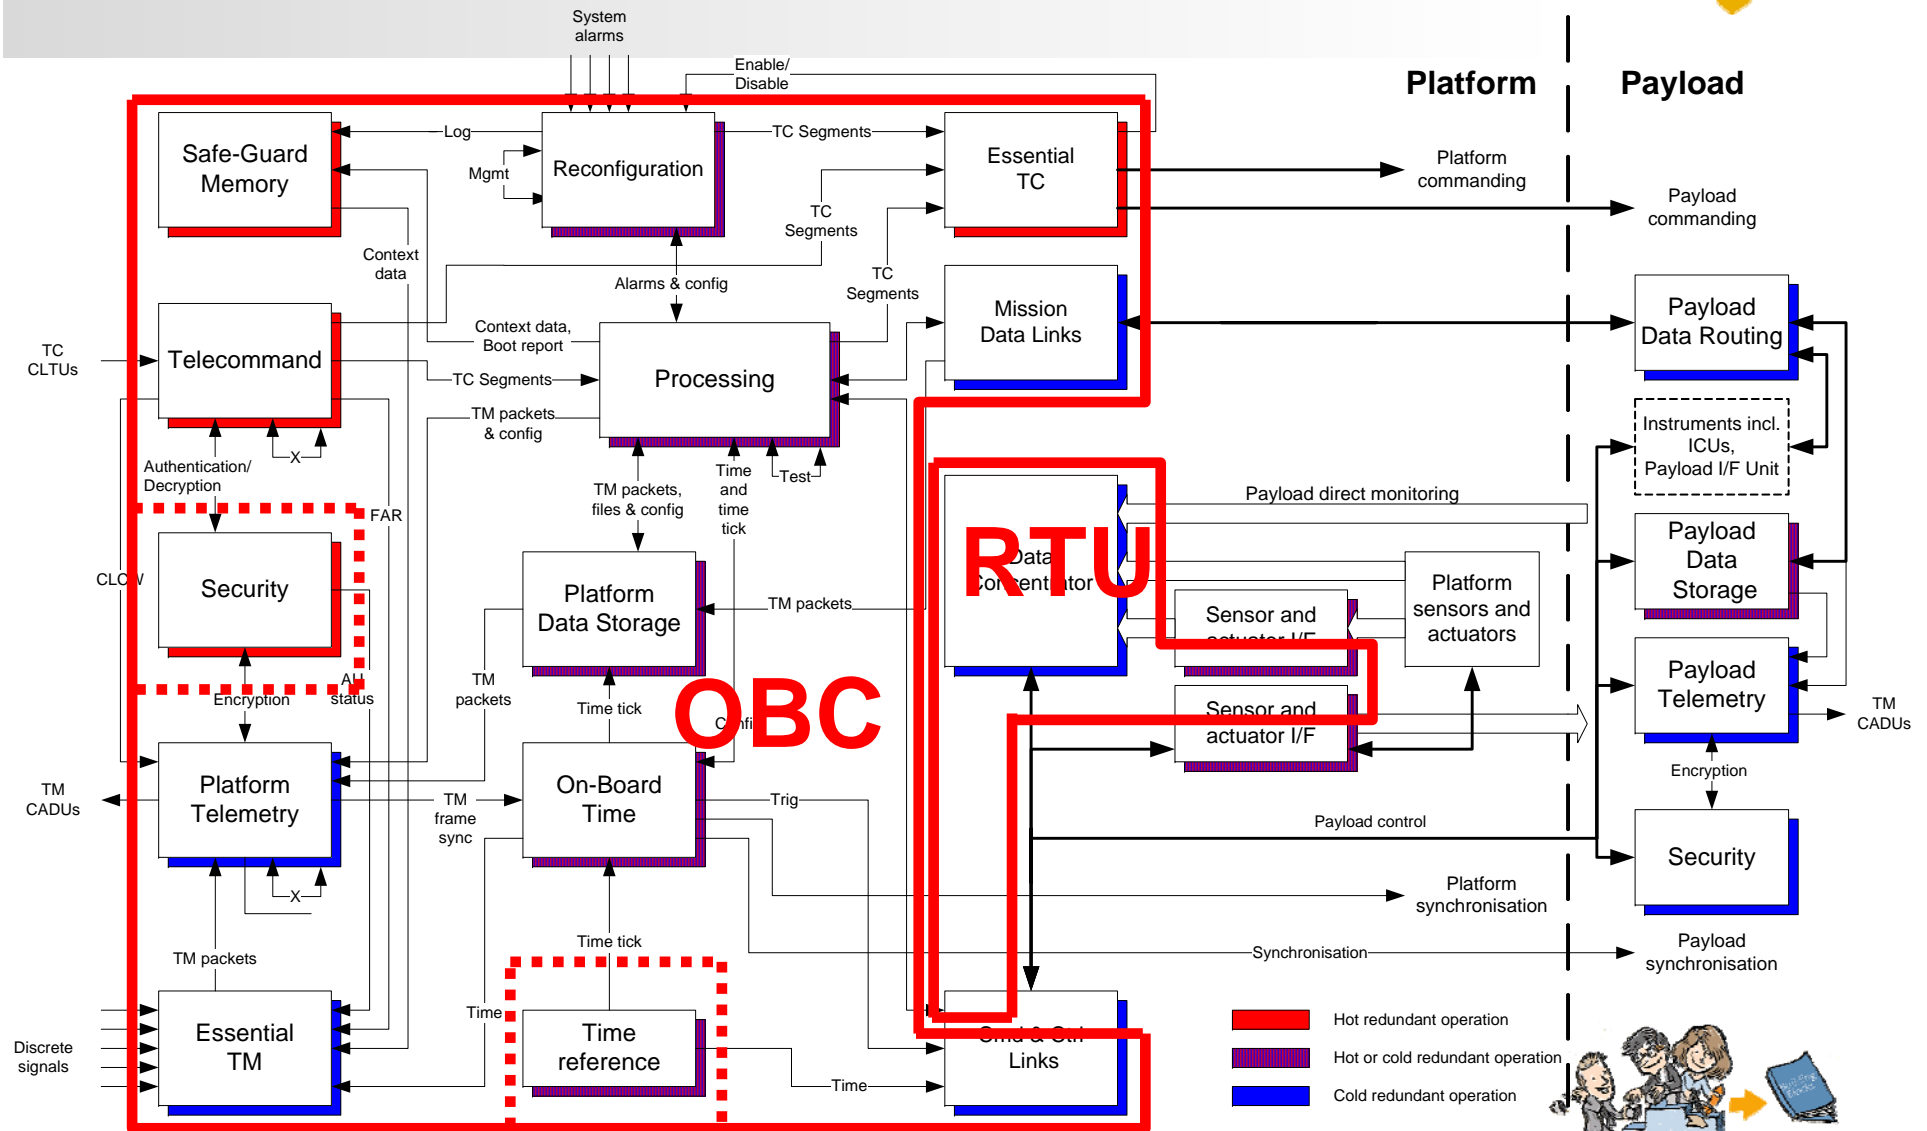 System
alarms
Enable/
Disable
Platform
Payload
Safe-Guard
Memory
Log
Mgmt
Reconfiguration
TC Segments
Essential
TC
Platform
commanding
Payload
commanding
TC
Segments
Context
data
Alarms & config
TC
Segments
Mission
Data Links
Payload
Data Routing
TC
CLTUs
Telecommand
Context data,
Boot report
TC Segments
Processing
TM packets
& config
X
Test
Authentication/
Decryption
Instruments incl.
ICUs,
Payload I/F Unit
TM packets,
files & config
Time
and
time
tick
Payload direct monitoring
FAR
CLCW
Security
Platform
Data Storage
TM packets
Data
Concentrator
RTU
Sensor and
actuator I/F
Platform
sensors and
actuators
Payload
Data
Storage
AU
status
Encryption
TM
packets
Time tick
OBC
Config
Sensor and
actuator I/F
Payload
Telemetry
TM
CADUs
TM
CADUs
Platform
Telemetry
TM
frame
sync
On-Board
Time
Trig
Payload control
Encryption
Security
X
Platform
synchronisation
TM packets
Time tick
Synchronisation
Payload
synchronisation
Discrete
signals
Essential
TM
Time
Time
reference
Time
Cmd & Ctrl
Links
Hot redundant operation
Hot or cold redundant operation
Cold redundant operation